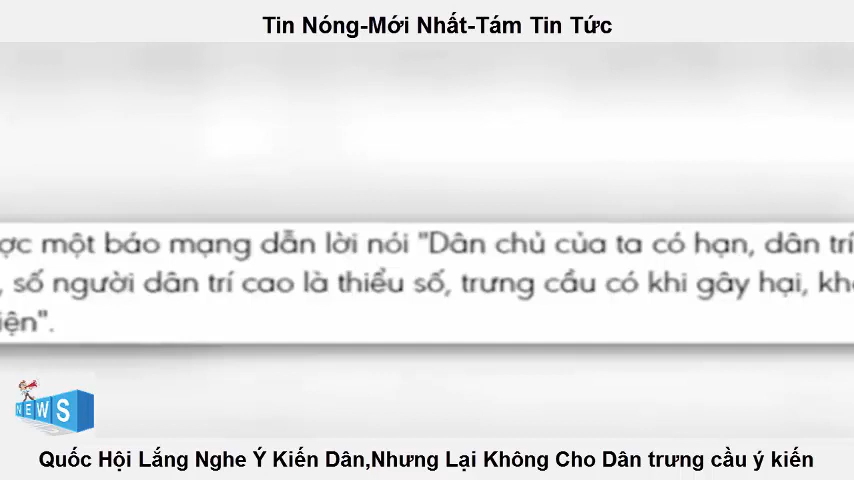 Tin Nóng-Mới Nhất-Tám Tin Tức
ợc một báo mạng dẫn lời nói "Dân chủ của ta có hạn, dân trí
, số người dân trí cao là thiểu số, trưng cầu có khi gây hại,
iện".
NEWS
Quốc Hội Lắng Nghe Ý Kiến Dân,Nhưng Lại Không Cho Dân trưng cầu ý kiến